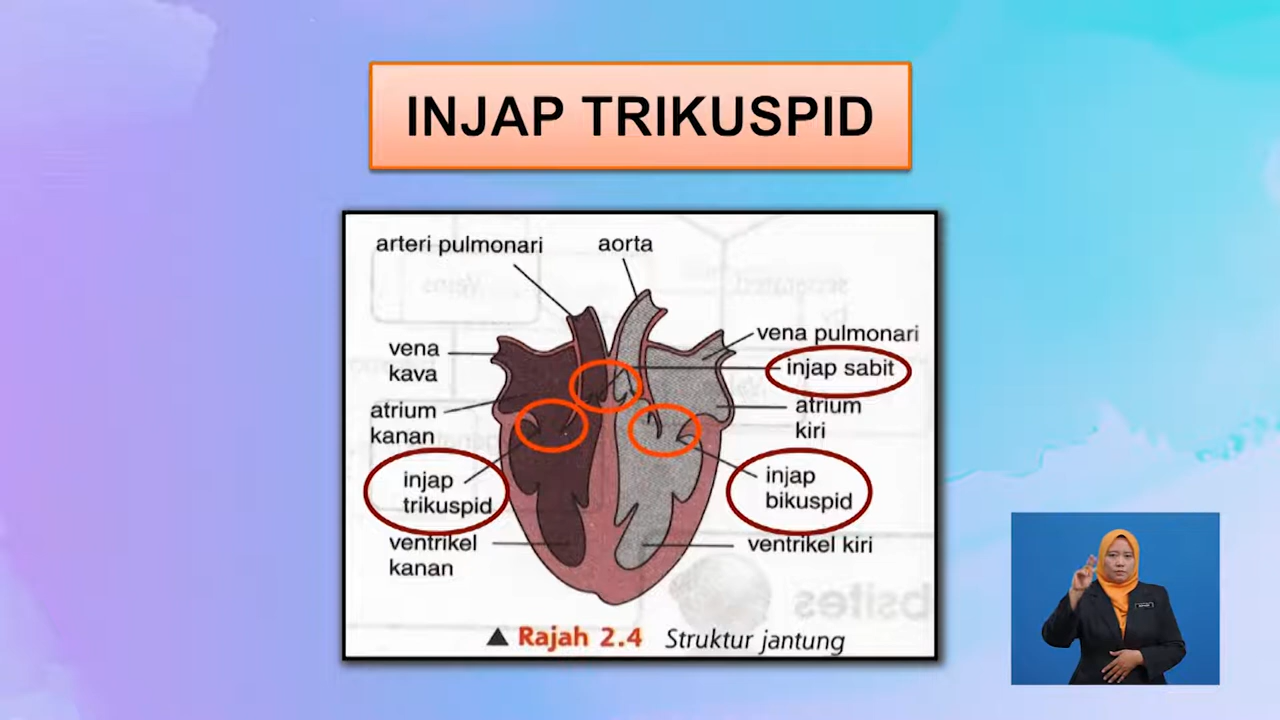 INJAP TRIKUSPID
arteri pulmonari
aorta
vena pulmonari
vena
kava
injap sabit
atrium
kanan
atrium
kiri
injap
trikuspid
injap
bikuspid
ventrikel
kanan
ventrikel kiri
▲ Rajah 2.4 Struktur jantung